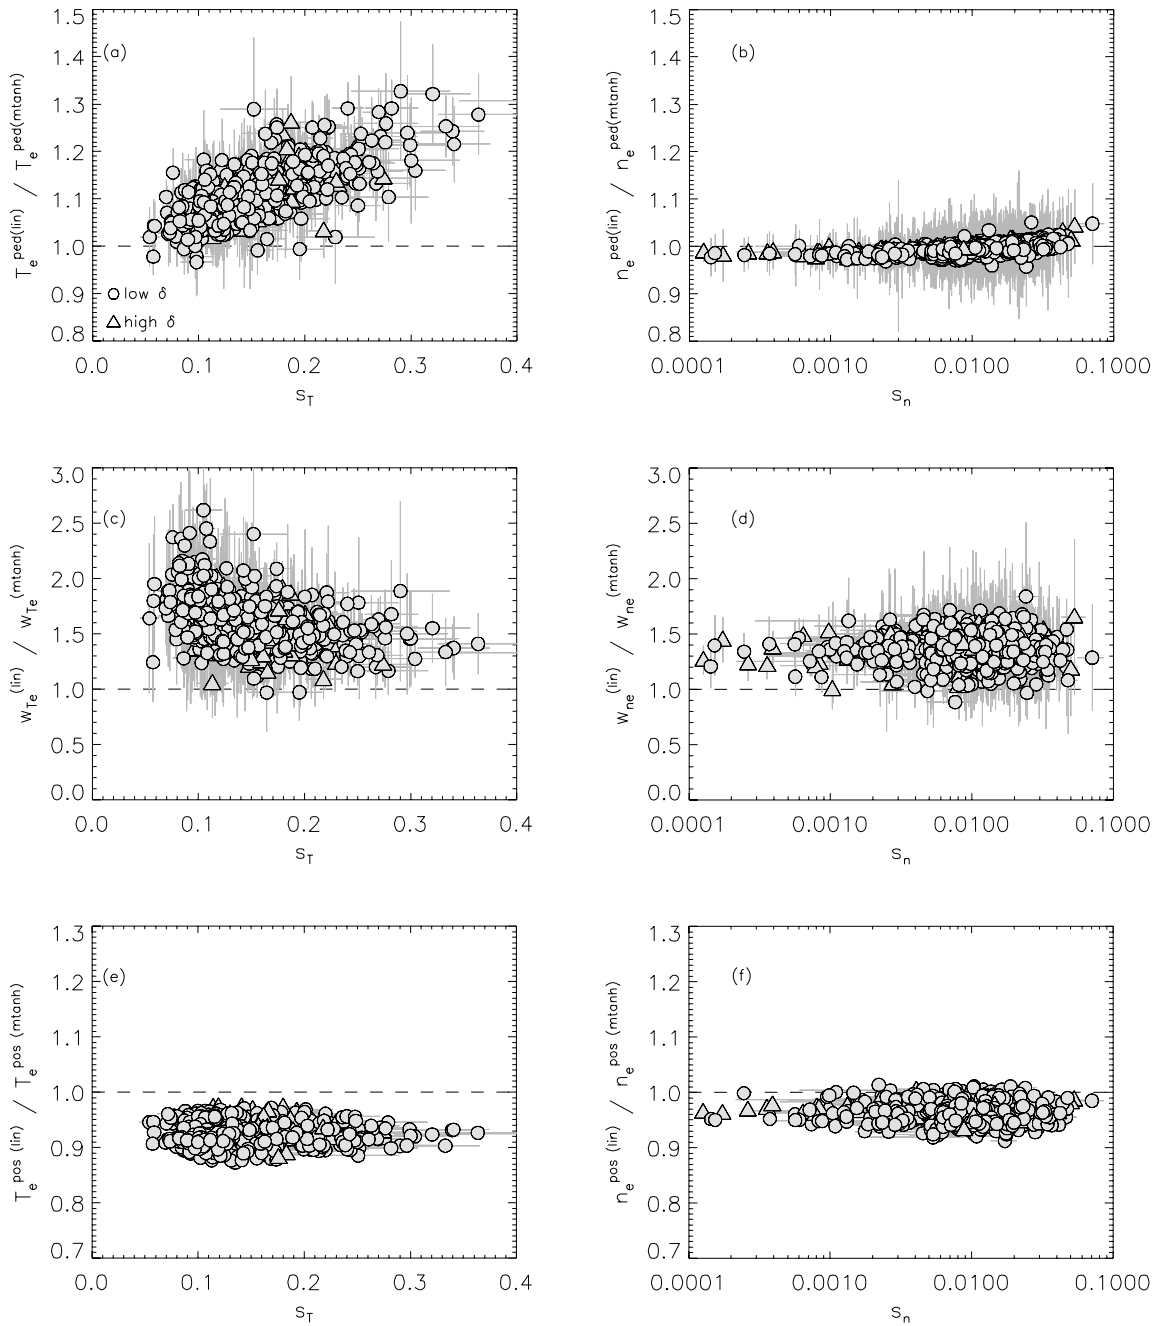 1.5
1.4
1.3
1.2
1.1
1.0
0.9
0.8
T_e^ped(lin) / T_e^ped(mtanh)
(a)
low δ
high δ
0.0 0.1 0.2 0.3 0.4
s_T
1.5
1.4
1.3
1.2
1.1
1.0
0.9
0.8
n_e^ped(lin) / n_e^ped(mtanh)
(b)
0.0001 0.0010 0.0100 0.1000
s_n
3.0
2.5
2.0
1.5
1.0
0.5
0.0
w_Te^(lin) / w_Te^(mtanh)
(c)
0.0 0.1 0.2 0.3 0.4
s_T
3.0
2.5
2.0
1.5
1.0
0.5
0.0
w_ne^(lin) / w_ne^(mtanh)
(d)
0.0001 0.0010 0.0100 0.1000
s_n
1.3
1.2
1.1
1.0
0.9
0.8
0.7
T_e^pos (lin) / T_e^pos (mtanh)
(e)
0.0 0.1 0.2 0.3 0.4
s_T
1.3
1.2
1.1
1.0
0.9
0.8
0.7
n_e^pos (lin) / n_e^pos (mtanh)
(f)
0.0001 0.0010 0.0100 0.1000
s_n